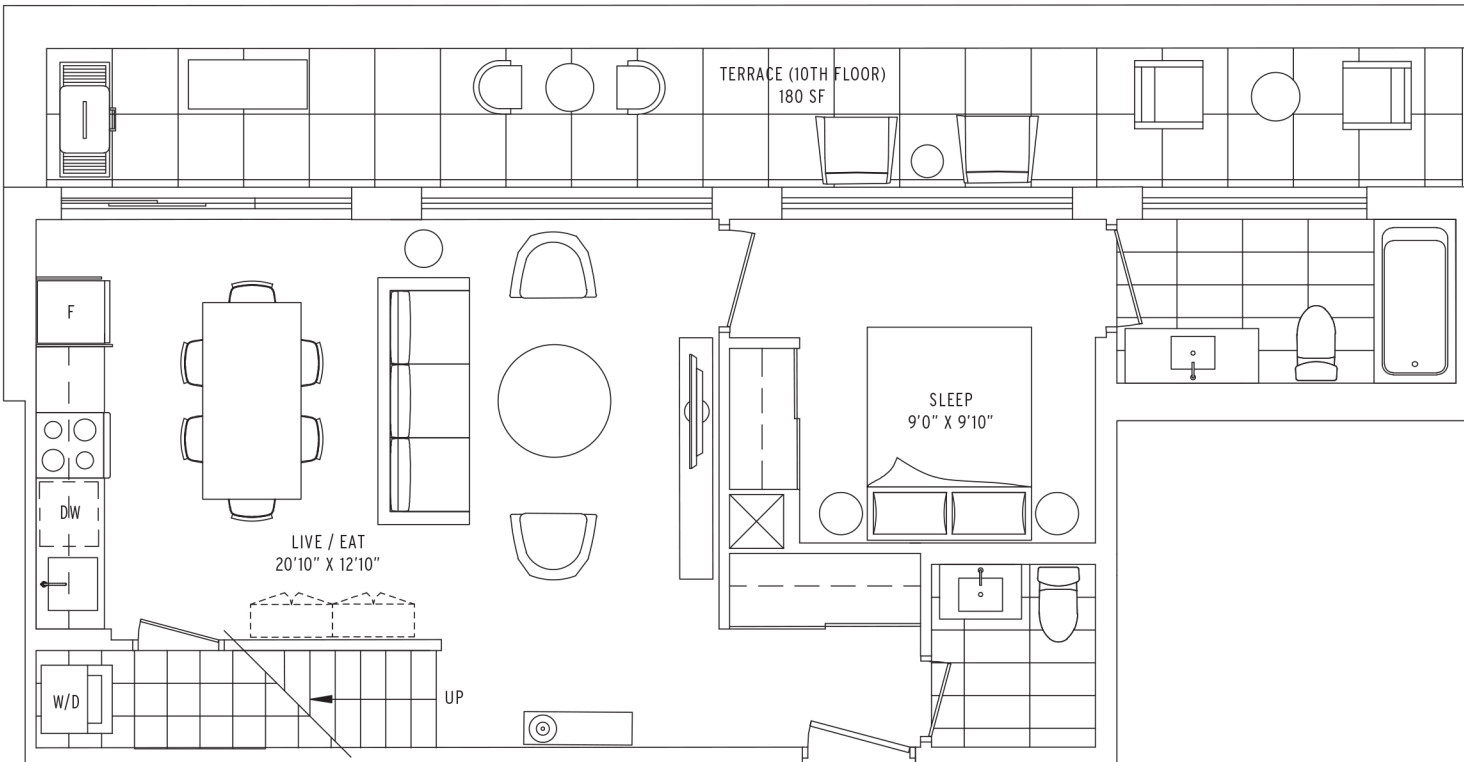 TERRACE (10TH FLOOR)
180 SF
F
SLEEP
9'0" X 9'10"
DW
LIVE / EAT
20'10" X 12'10"
W/D
UP